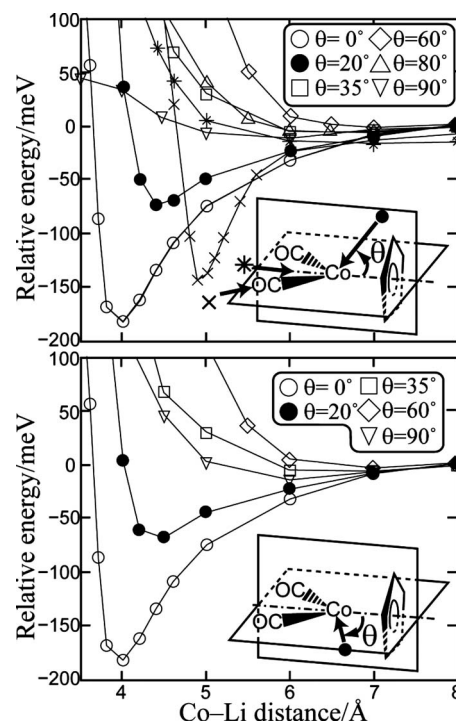 100
50
0
−50
−100
−150
−200
Relative energy/meV
θ= 0° θ=60°
θ=20° θ=80°
θ=35° θ=90°
θ
OC
Co
OC
100
50
0
−50
−100
−150
−200
Relative energy/meV
θ= 0° θ=35°
θ=20° θ=60°
θ=90°
OC
Co
OC
θ
4 5 6 7 8
Co–Li distance/Å